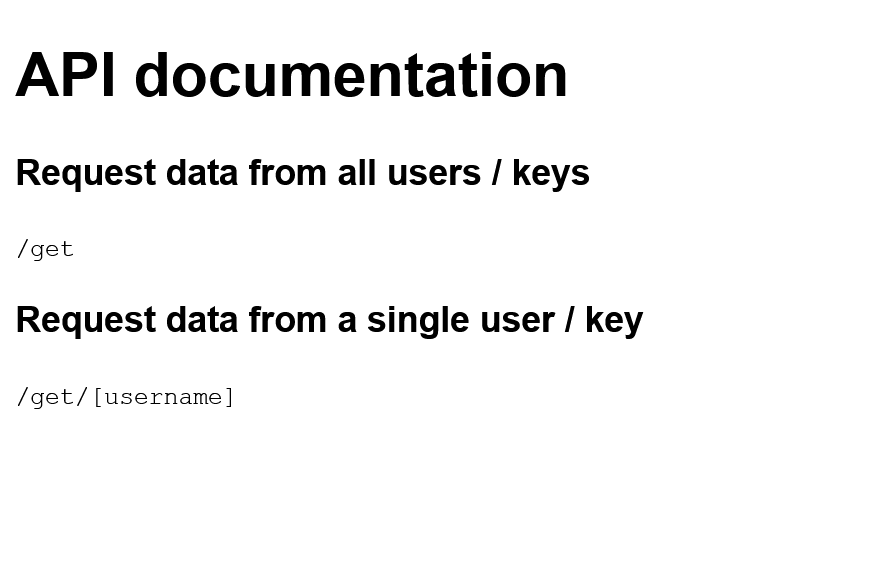 API documentation
Request data from all users / keys
/get
Request data from a single user / key
/get/[username]